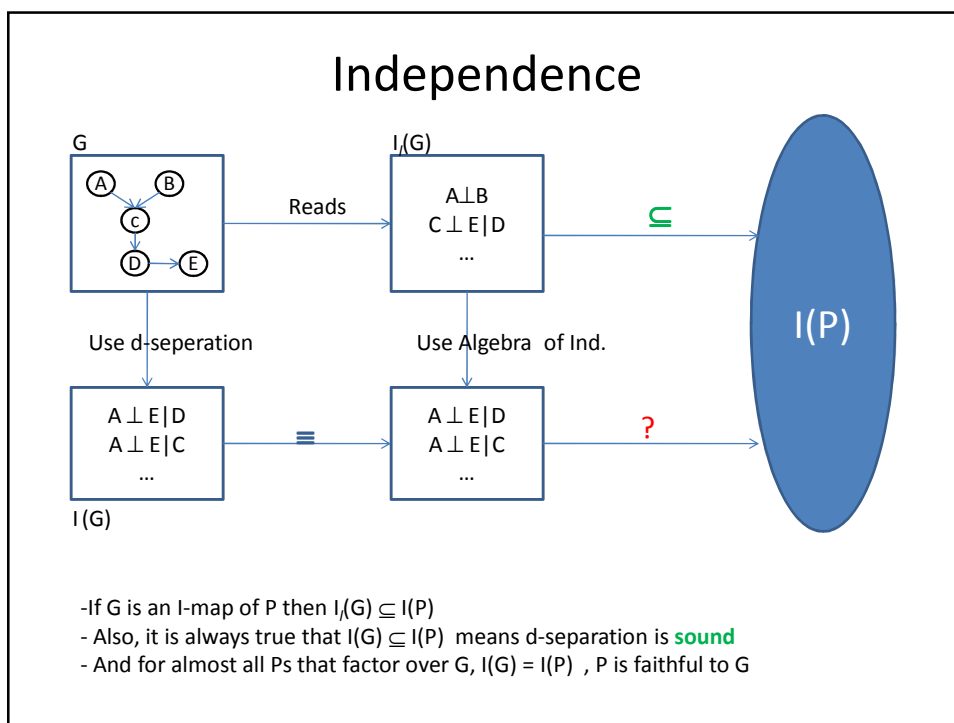 Independence
G
I_l(G)
A B
c
D E
Reads
A⊥B
C ⊥ E|D
...
⊆
I(P)
Use d-seperation
Use Algebra of Ind.
A ⊥ E|D
A ⊥ E|C
...
≡
A ⊥ E|D
A ⊥ E|C
...
?
I (G)
-If G is an I-map of P then I_l(G) ⊆ I(P)
- Also, it is always true that I(G) ⊆ I(P) means d-separation is sound
- And for almost all Ps that factor over G, I(G) = I(P) , P is faithful to G